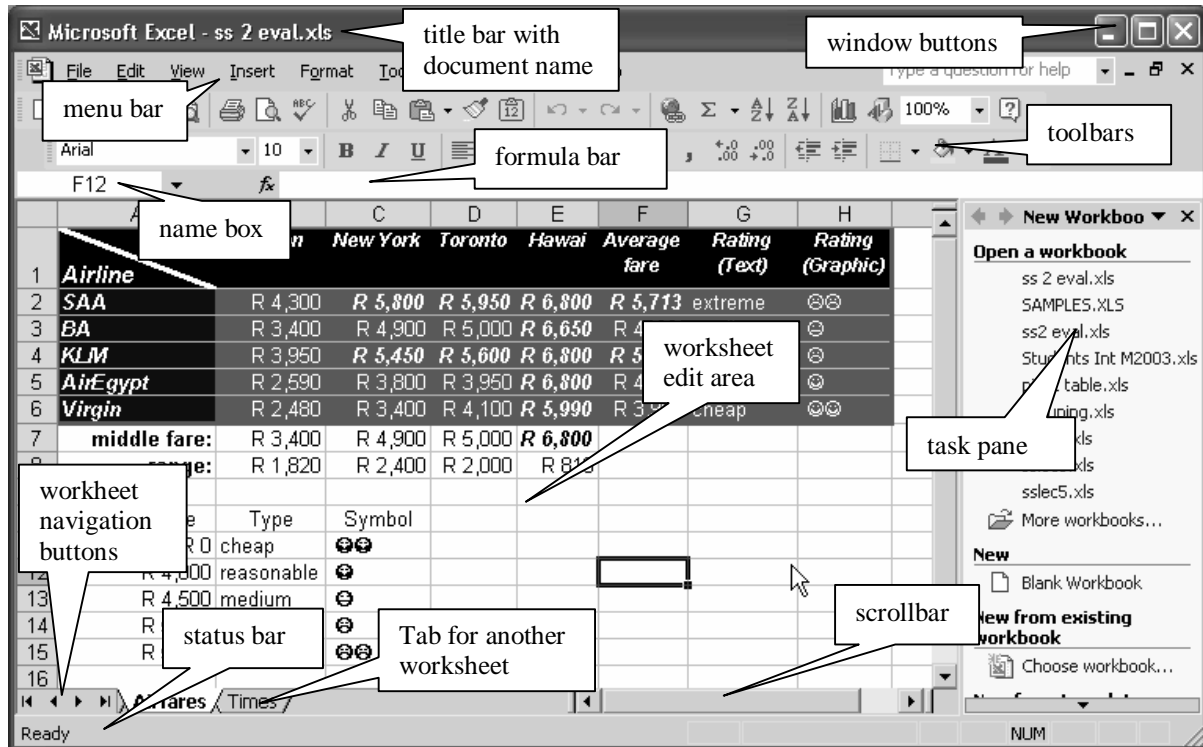 Microsoft Excel - ss 2 eval.xls
title bar with
document name
window buttons
File Edit View Insert Format
Type a question for help
menu bar
100%
toolbars
Arial 10 B I U
formula bar
F12 fx
name box
C D E F G H
New Workboo
1 Airline New York Toronto Hawai Average fare Rating (Text) Rating (Graphic)
2 SAA R 4,300 R 5,800 R 5,950 R 6,800 R 5,713 extreme ☹☹
3 BA R 3,400 R 4,900 R 5,000 R 6,650 ☹
4 KLM R 3,950 R 5,450 R 5,600 R 6,800 ☹
5 AirEgypt R 2,590 R 3,800 R 3,950 R 6,800 ☺
6 Virgin R 2,480 R 3,400 R 4,100 R 5,990 cheap ☺☺
7 middle fare: R 3,400 R 4,900 R 5,000 R 6,800
R 1,820 R 2,400 R 2,000
worksheet
edit area
Type Symbol
R 0 cheap ☻☻
reasonable ☻
13 R 4,500 medium
14 R
15 R
16
workheet
navigation
buttons
status bar
Tab for another
worksheet
scrollbar
task pane
Open a workbook
ss 2 eval.xls
SAMPLES.XLS
ss2 eval.xls
Students Int M2003.xls
table.xls
sslec5.xls
More workbooks...
New
Blank Workbook
New from existing
workbook
Choose workbook...
Times
Ready
NUM